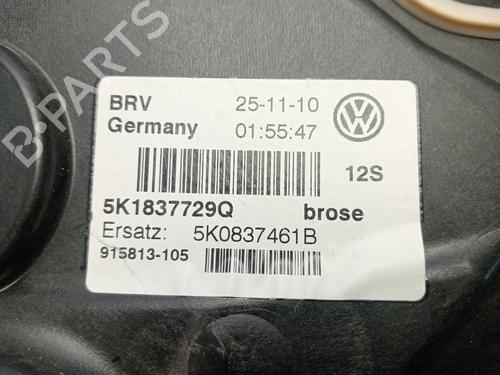 BRV 25-11-10
Germany 01:55:47
12S
5K1837729Q brose
Ersatz: 5K0837461B
915813-105
B-PARTS